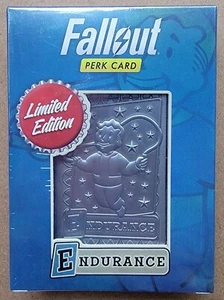 Fallout
PERK CARD
Limited
Edition
ENDURANCE
ENDURANCE